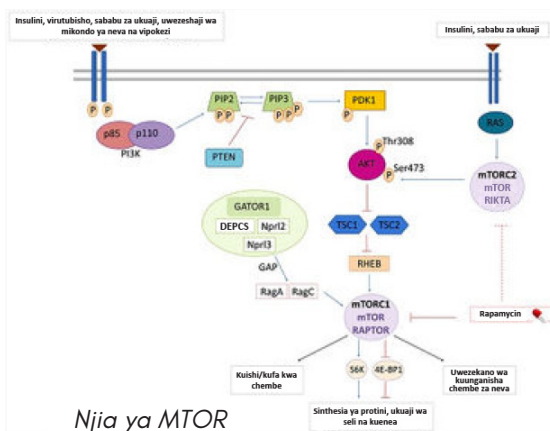 Insulini, virutubisho, sababu za ukuaji, uwezeshaji wa
mikondo ya neva na vipokezi
Insulini, sababu za ukuaji
P P
P P
PIP2
PIP3
PDK1
P P
P P P
P
RAS
p85
p110
PI3K
PTEN
P Thr308
AKT
P Ser473
mTORC2
mTOR
RIKTA
GATOR1
DEPCS
Nprl2
Nprl3
TSC1
TSC2
GAP
RHEB
RagA
RagC
mTORC1
mTOR
RAPTOR
Rapamycin
Kuishi/kufa kwa
chembe
S6K
4E-BP1
Uwezekano wa
kuunganisha
chembe za neva
Sinthesia ya protini, ukuaji wa
seli na kuenea
Njia ya MTOR